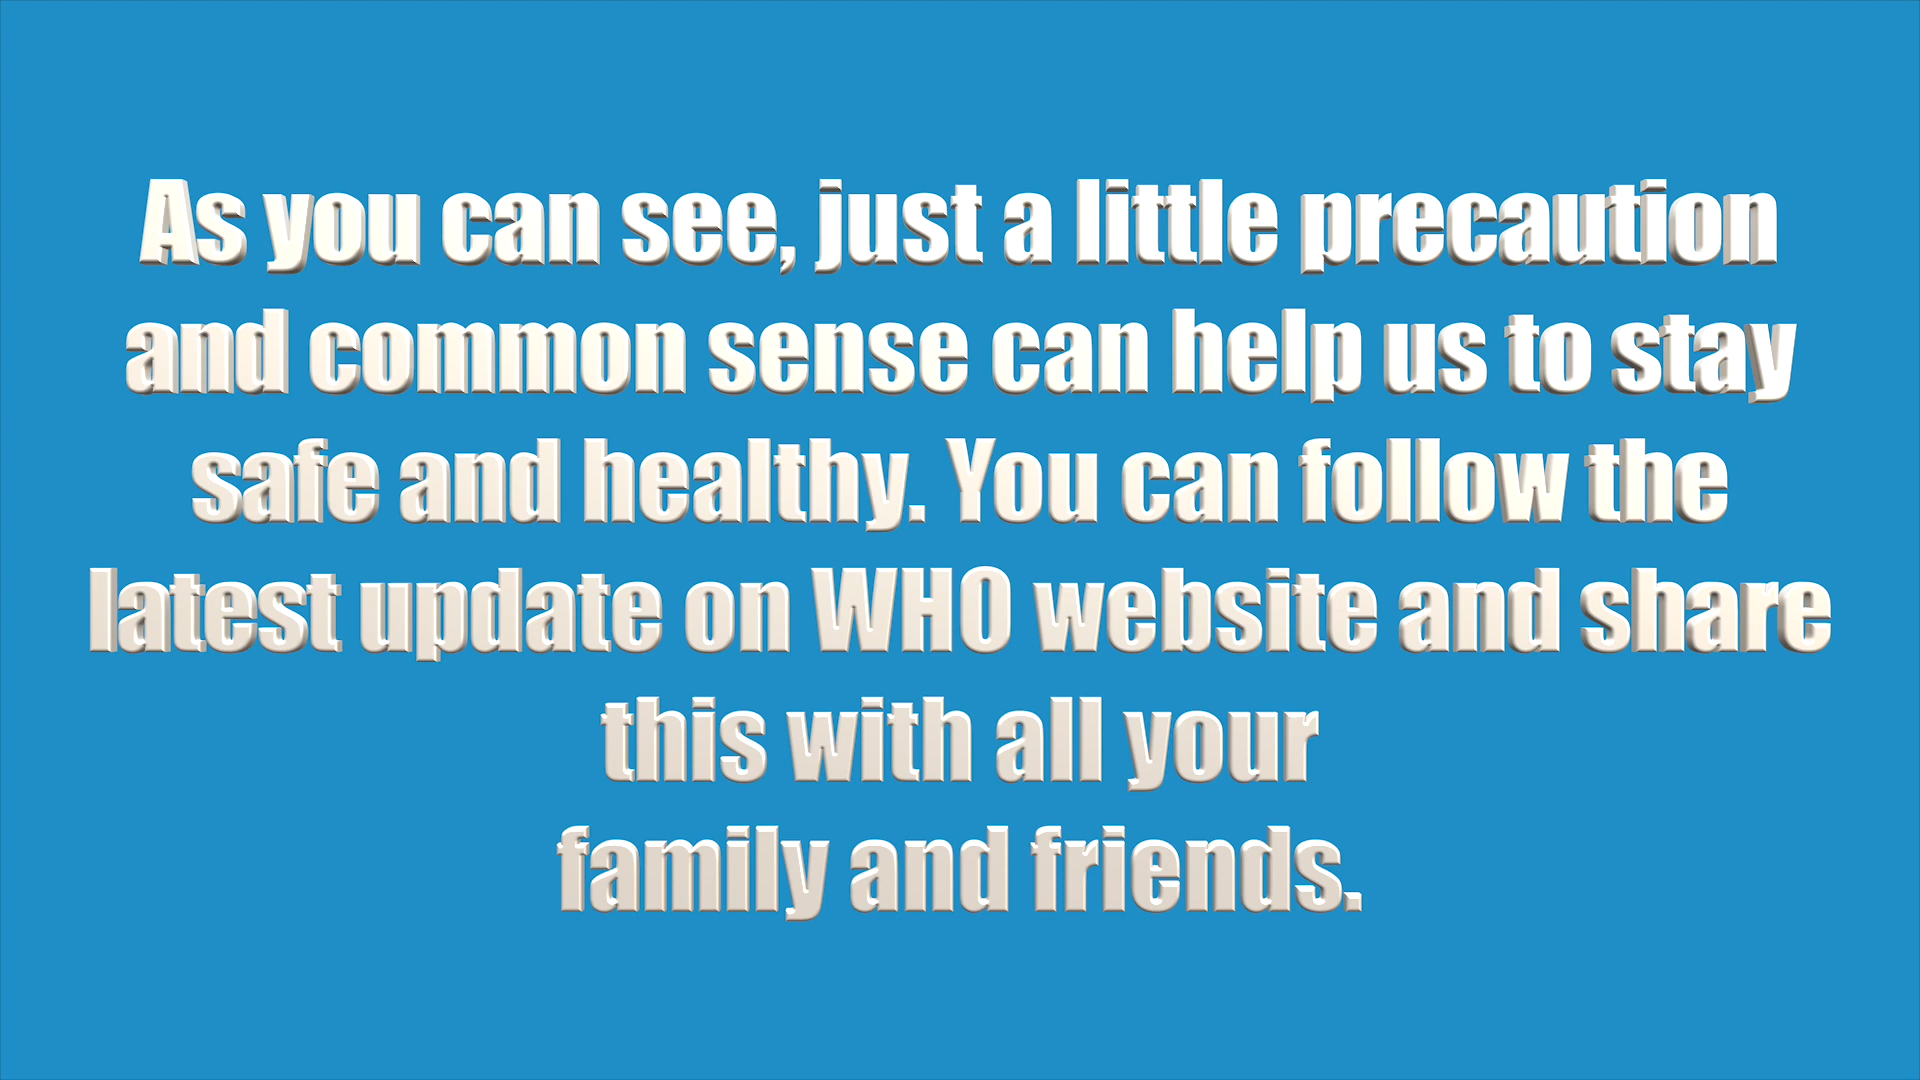 As you can see, just a little precaution
and common sense can help us to stay
safe and healthy. You can follow the
latest update on WHO website and share
this with all your
family and friends.